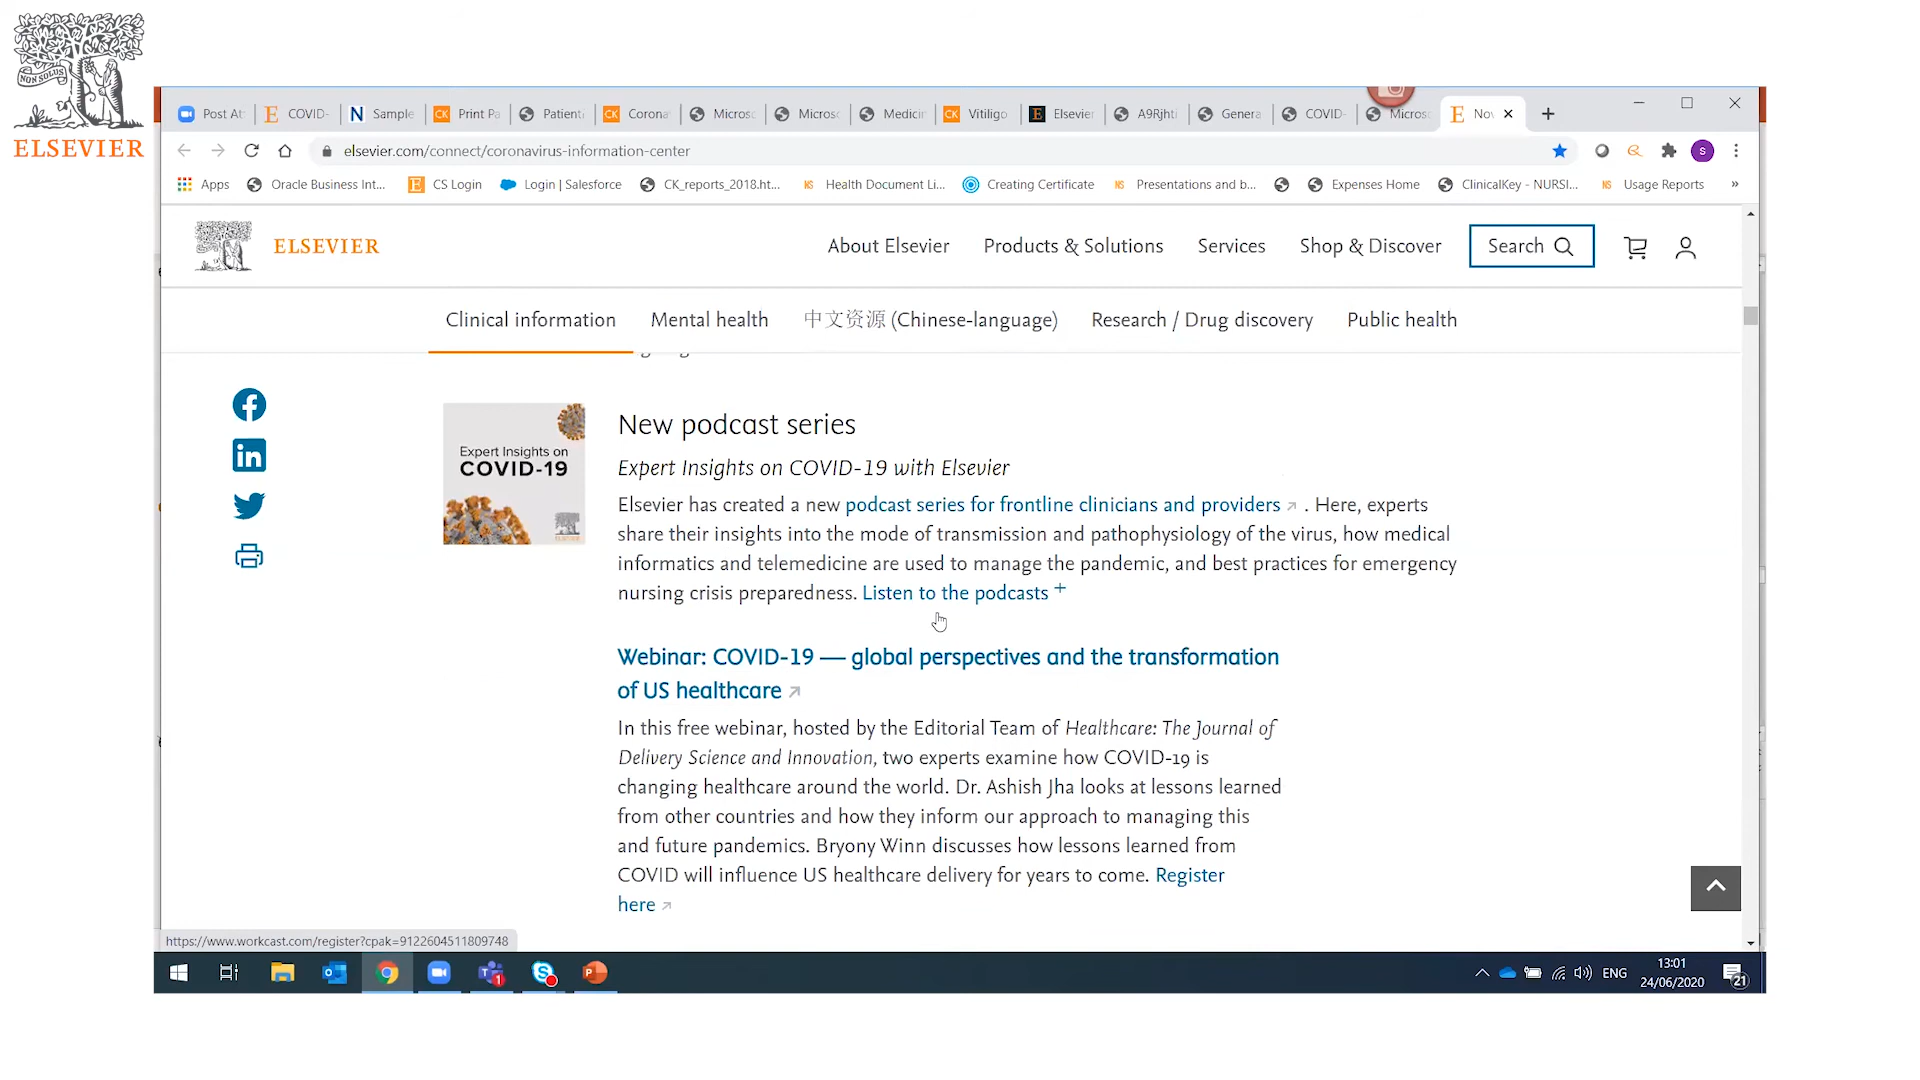 NON SOLUS
ELSEVIER
Post At
COVID-
Sample
Print Pa
Patient
Corona
Microso
Microso
Medicin
Vitiligo
Elsevier
A9Rjhti
Genera
COVID-
Microso
Nov
elsevier.com/connect/coronavirus-information-center
Apps
Oracle Business Int...
CS Login
Login | Salesforce
CK_reports_2018.ht...
Health Document Li...
Creating Certificate
Presentations and b...
Expenses Home
ClinicalKey - NURSI...
Usage Reports
»
ELSEVIER
About Elsevier
Products & Solutions
Services
Shop & Discover
Search
Clinical information
Mental health
中文资源 (Chinese-language)
Research / Drug discovery
Public health
Expert Insights on
COVID-19
New podcast series
Expert Insights on COVID-19 with Elsevier
Elsevier has created a new podcast series for frontline clinicians and providers ↗ . Here, experts
share their insights into the mode of transmission and pathophysiology of the virus, how medical
informatics and telemedicine are used to manage the pandemic, and best practices for emergency
nursing crisis preparedness. Listen to the podcasts +
Webinar: COVID-19 — global perspectives and the transformation
of US healthcare ↗
In this free webinar, hosted by the Editorial Team of Healthcare: The Journal of
Delivery Science and Innovation, two experts examine how COVID-19 is
changing healthcare around the world. Dr. Ashish Jha looks at lessons learned
from other countries and how they inform our approach to managing this
and future pandemics. Bryony Winn discusses how lessons learned from
COVID will influence US healthcare delivery for years to come. Register
here ↗
https://www.workcast.com/register?cpak=9122604511809748
ENG
13:01
24/06/2020
21